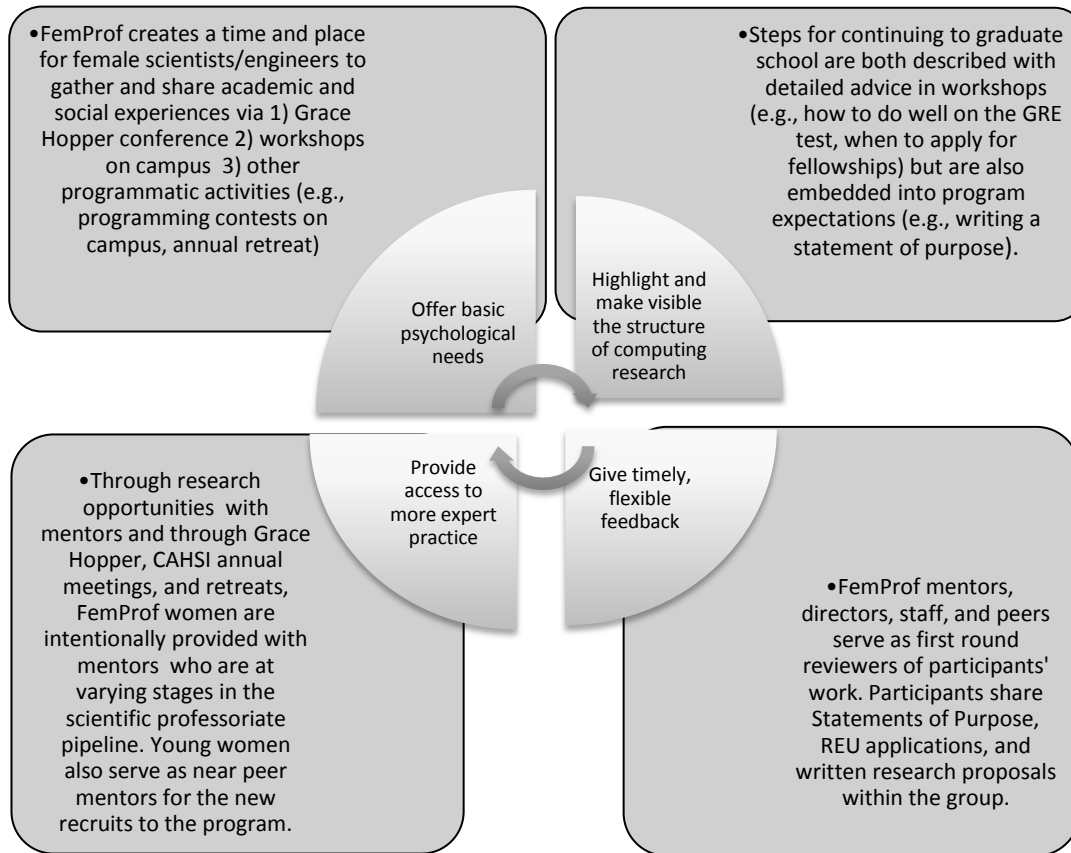 •FemProf creates a time and place
for female scientists/engineers to
gather and share academic and
social experiences via 1) Grace
Hopper conference 2) workshops
on campus  3) other
programmatic activities (e.g.,
programming contests on
campus, annual retreat)
•Steps for continuing to graduate
school are both described with
detailed advice in workshops
(e.g., how to do well on the GRE
test, when to apply for
fellowships) but are also
embedded into program
expectations (e.g., writing a
statement of purpose).
Offer basic
psychological
needs
Highlight and
make visible
the structure
of computing
research
Provide
access to
more expert
practice
Give timely,
flexible
feedback
•Through research
opportunities  with
mentors and through Grace
Hopper, CAHSI annual
meetings, and retreats,
FemProf women are
intentionally provided with
mentors  who are at
varying stages in the
scientific professoriate
pipeline. Young women
also serve as near peer
mentors for the new
recruits to the program.
•FemProf mentors,
directors, staff, and peers
serve as first round
reviewers of participants'
work. Participants share
Statements of Purpose,
REU applications, and
written research proposals
within the group.